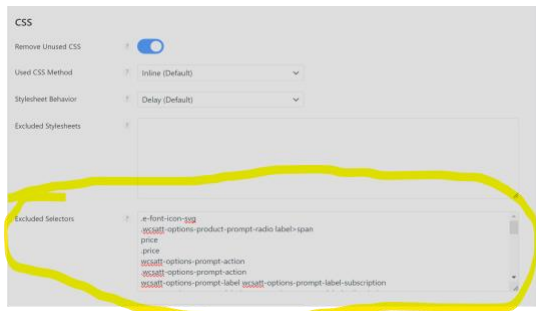 CSS
Remove Unused CSS ?
Used CSS Method ? Inline (Default)
Stylesheet Behavior ? Delay (Default)
Excluded Stylesheets ?
Excluded Selectors ? .e-font-icon-svg
.wcsatt-options-product-prompt-<radio label>span
price
.price
wcsatt-options-prompt-action
.wcsatt-options-prompt-action
wcsatt-options-prompt-label wcsatt-options-prompt-label-subscription